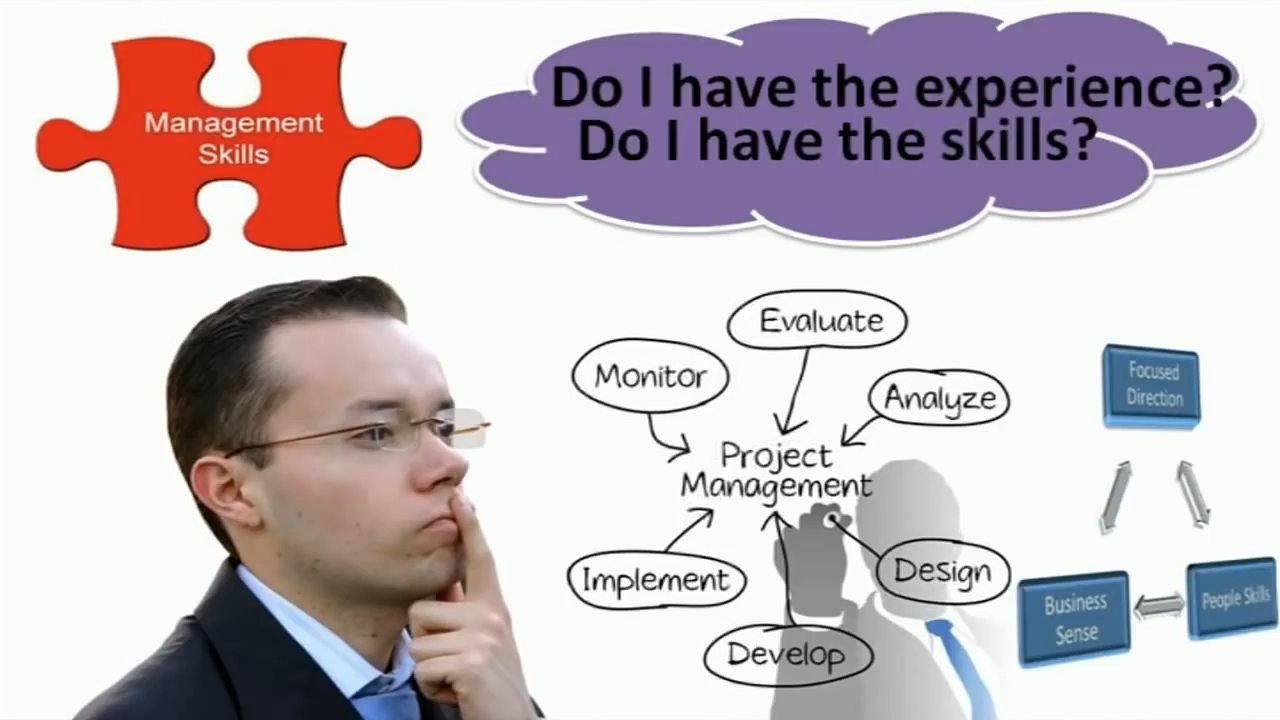 Management
Skills
Do I have the experience?
Do I have the skills?
Evaluate
Monitor
Analyze
Project
Management
Implement
Design
Develop
Focused
Direction
Business
Sense
People Skills